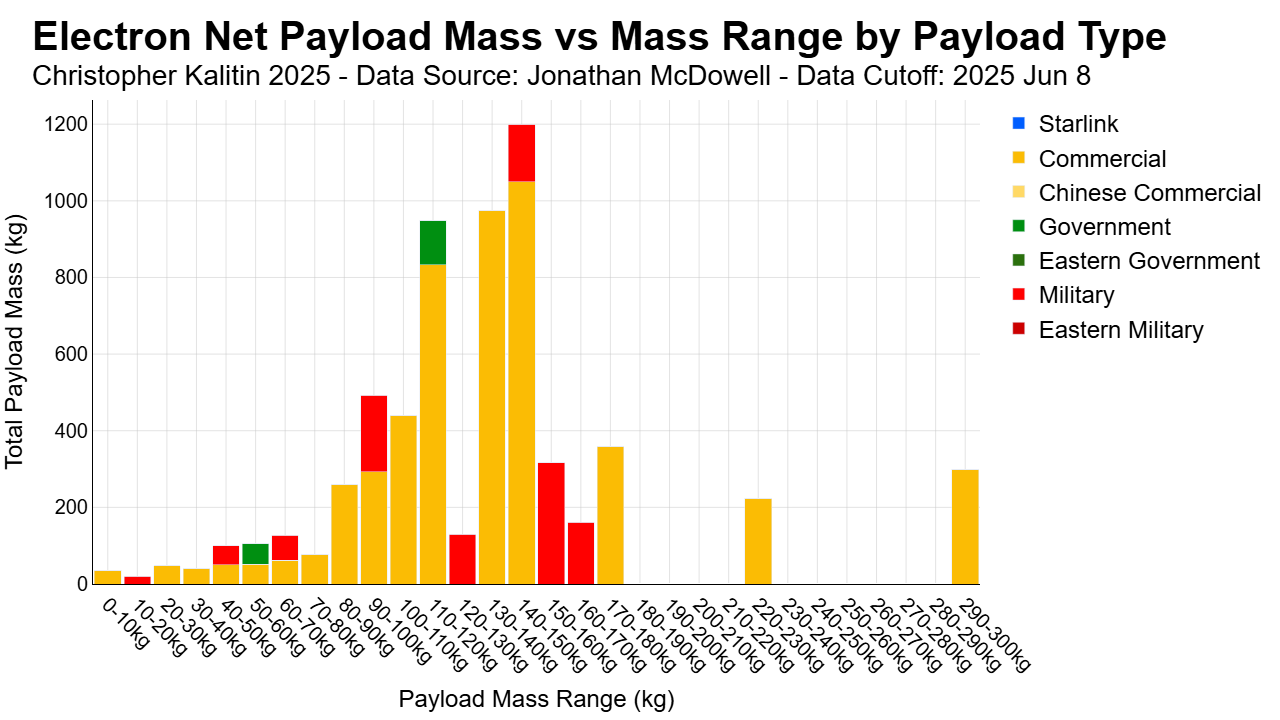 Electron Net Payload Mass vs Mass Range by Payload Type
Christopher Kalitin 2025 - Data Source: Jonathan McDowell - Data Cutoff: 2025 Jun 8
Total Payload Mass (kg)
1200
1000
800
600
400
200
0
0-10kg
10-20kg
20-30kg
30-40kg
40-50kg
50-60kg
60-70kg
70-80kg
80-90kg
90-100kg
100-110kg
110-120kg
120-130kg
130-140kg
140-150kg
150-160kg
160-170kg
170-180kg
180-190kg
190-200kg
200-210kg
210-220kg
220-230kg
230-240kg
240-250kg
250-260kg
260-270kg
270-280kg
280-290kg
290-300kg
Payload Mass Range (kg)
Starlink
Commercial
Chinese Commercial
Government
Eastern Government
Military
Eastern Military